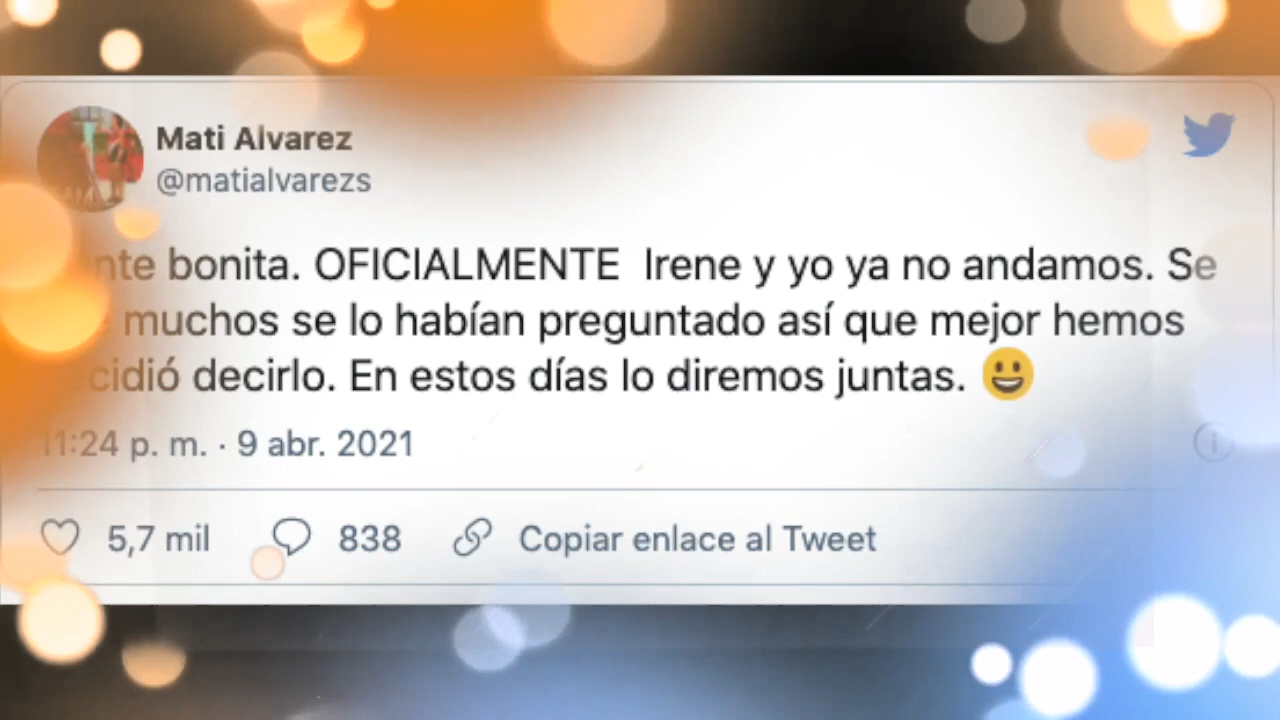 Mati Alvarez
@matialvarezs
nte bonita. OFICIALMENTE Irene y yo ya no andamos. Se
muchos se lo habían preguntado así que mejor hemos
cidió decirlo. En estos días lo diremos juntas. 😃
11:24 p. m. · 9 abr. 2021
5,7 mil 838 Copiar enlace al Tweet